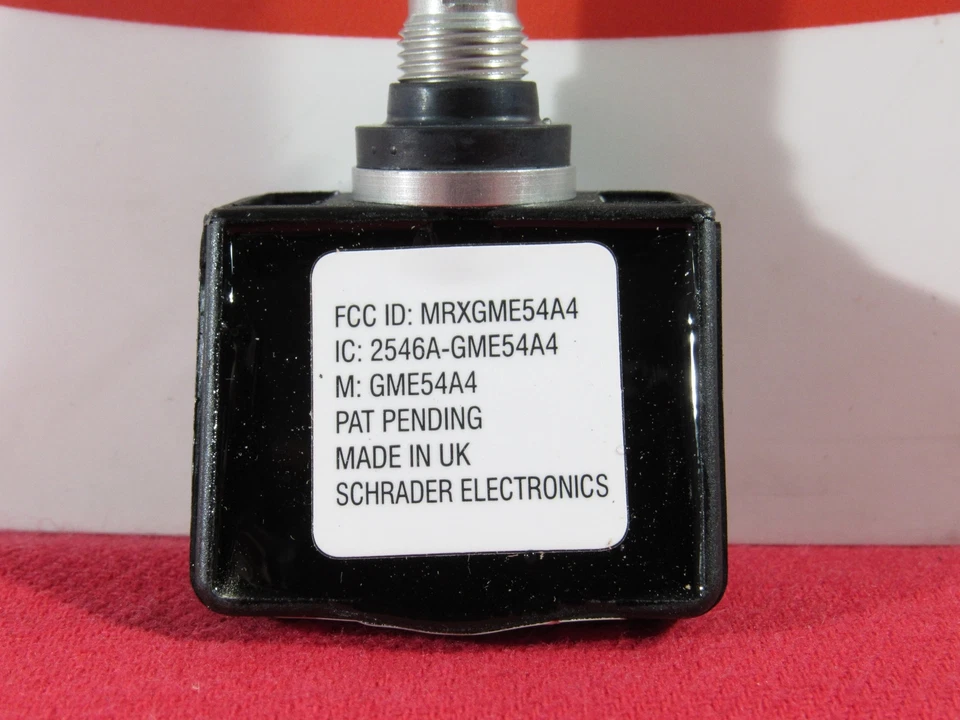 FCC ID: MRXGME54A4
IC: 2546A-GME54A4
M: GME54A4
PAT PENDING
MADE IN UK
SCHRADER ELECTRONICS